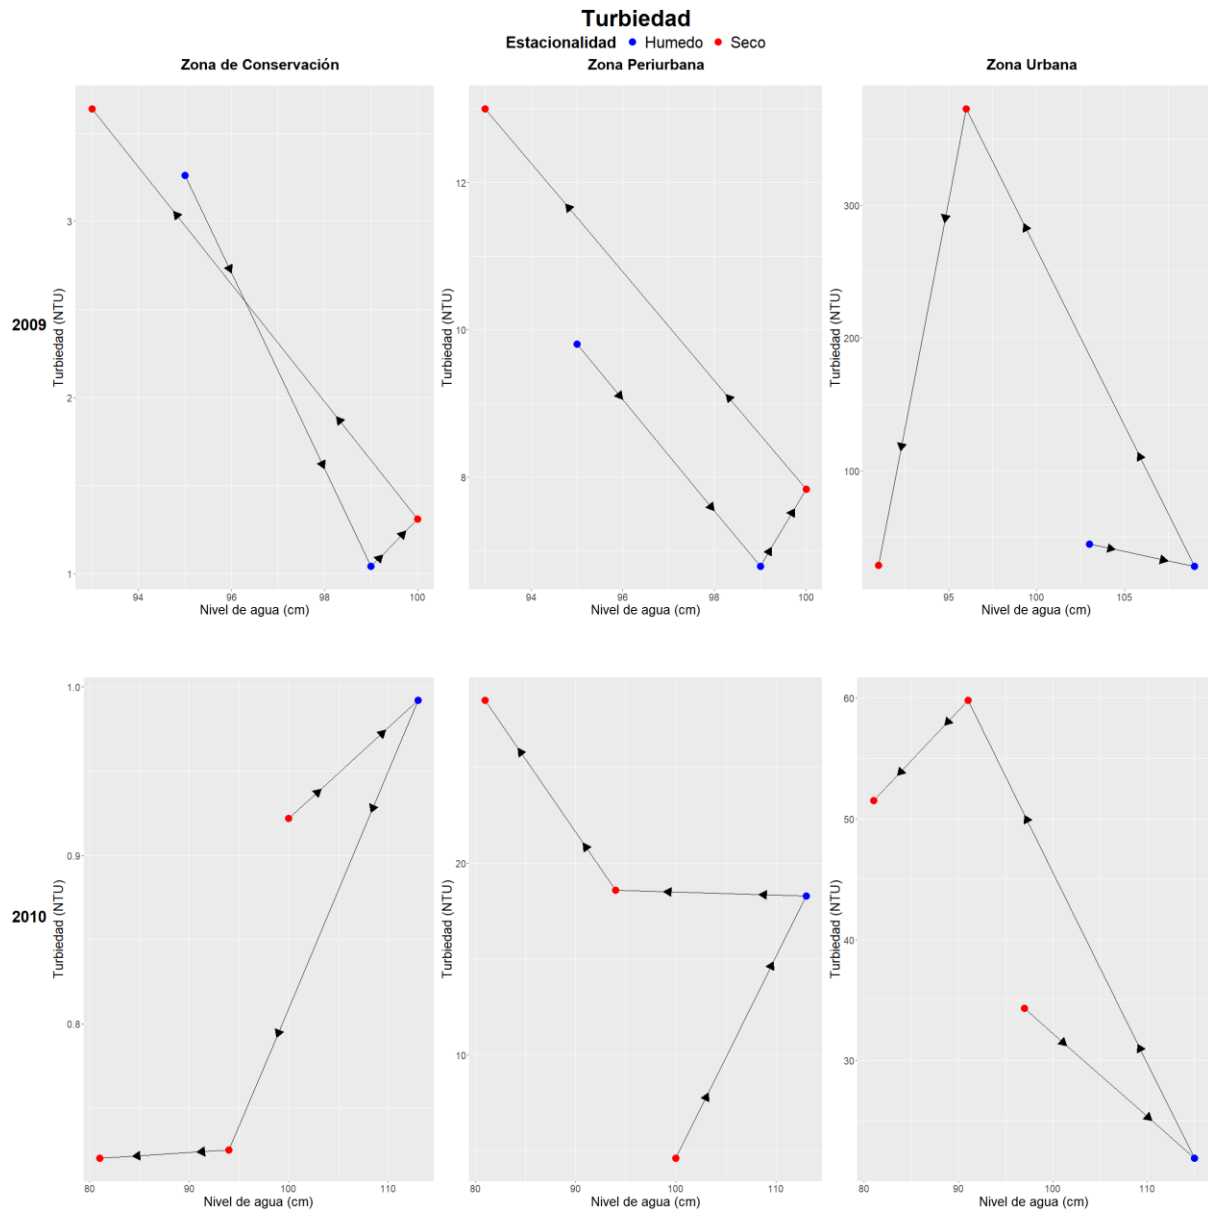 Turbiedad
Estacionalidad Humedo Seco
Zona de Conservación Zona Periurbana Zona Urbana
2009
Turbiedad (NTU)
3
2
1
94 96 98 100
Nivel de agua (cm)
Turbiedad (NTU)
12
10
8
94 96 98 100
Nivel de agua (cm)
Turbiedad (NTU)
300
200
100
95 100 105
Nivel de agua (cm)
2010
Turbiedad (NTU)
1.0
0.9
0.8
80 90 100 110
Nivel de agua (cm)
Turbiedad (NTU)
20
10
80 90 100 110
Nivel de agua (cm)
Turbiedad (NTU)
60
50
40
30
80 90 100 110
Nivel de agua (cm)